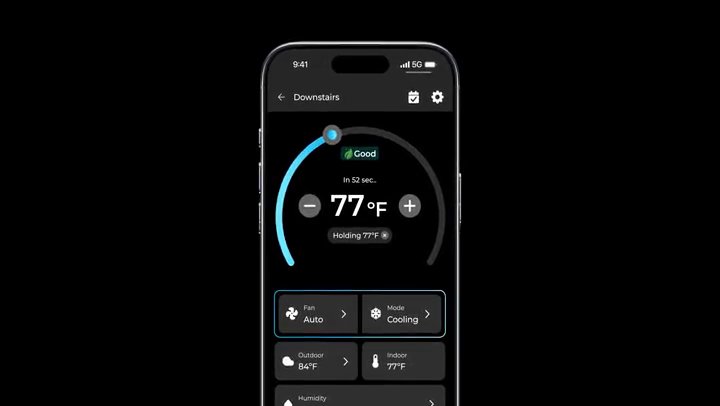 9:41
5G
Downstairs
Good
In 52 sec..
77 °F
Holding 77°F
Fan
Auto
Mode
Cooling
Outdoor
84°F
Indoor
77°F
Humidity